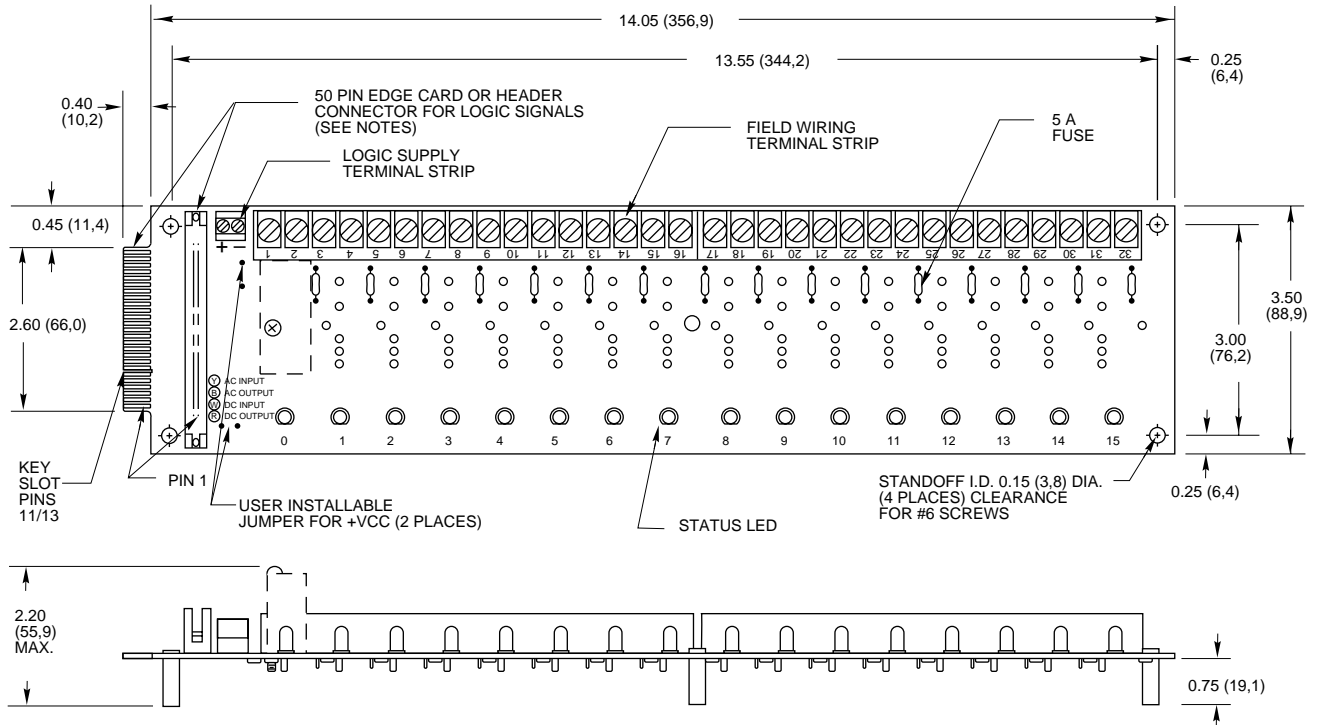 14.05 (356,9)
13.55 (344,2)
0.25
(6,4)
0.40
(10,2)
50 PIN EDGE CARD OR HEADER
CONNECTOR FOR LOGIC SIGNALS
(SEE NOTES)
FIELD WIRING
TERMINAL STRIP
5 A
FUSE
LOGIC SUPPLY
TERMINAL STRIP
0.45 (11,4)
+ −
1 2 3 4 5 6 7 8 9 10 11 12 13 14 15 16 17 18 19 20 21 22 23 24 25 26 27 28 29 30 31 32
2.60 (66,0)
3.50
(88,9)
3.00
(76,2)
Y AC INPUT
B AC OUTPUT
W DC INPUT
R DC OUTPUT
0 1 2 3 4 5 6 7 8 9 10 11 12 13 14 15
KEY
SLOT
PINS
11/13
PIN 1
USER INSTALLABLE
JUMPER FOR +VCC (2 PLACES)
STATUS LED
STANDOFF I.D. 0.15 (3,8) DIA.
(4 PLACES) CLEARANCE
FOR #6 SCREWS
0.25 (6,4)
2.20
(55,9)
MAX.
0.75 (19,1)